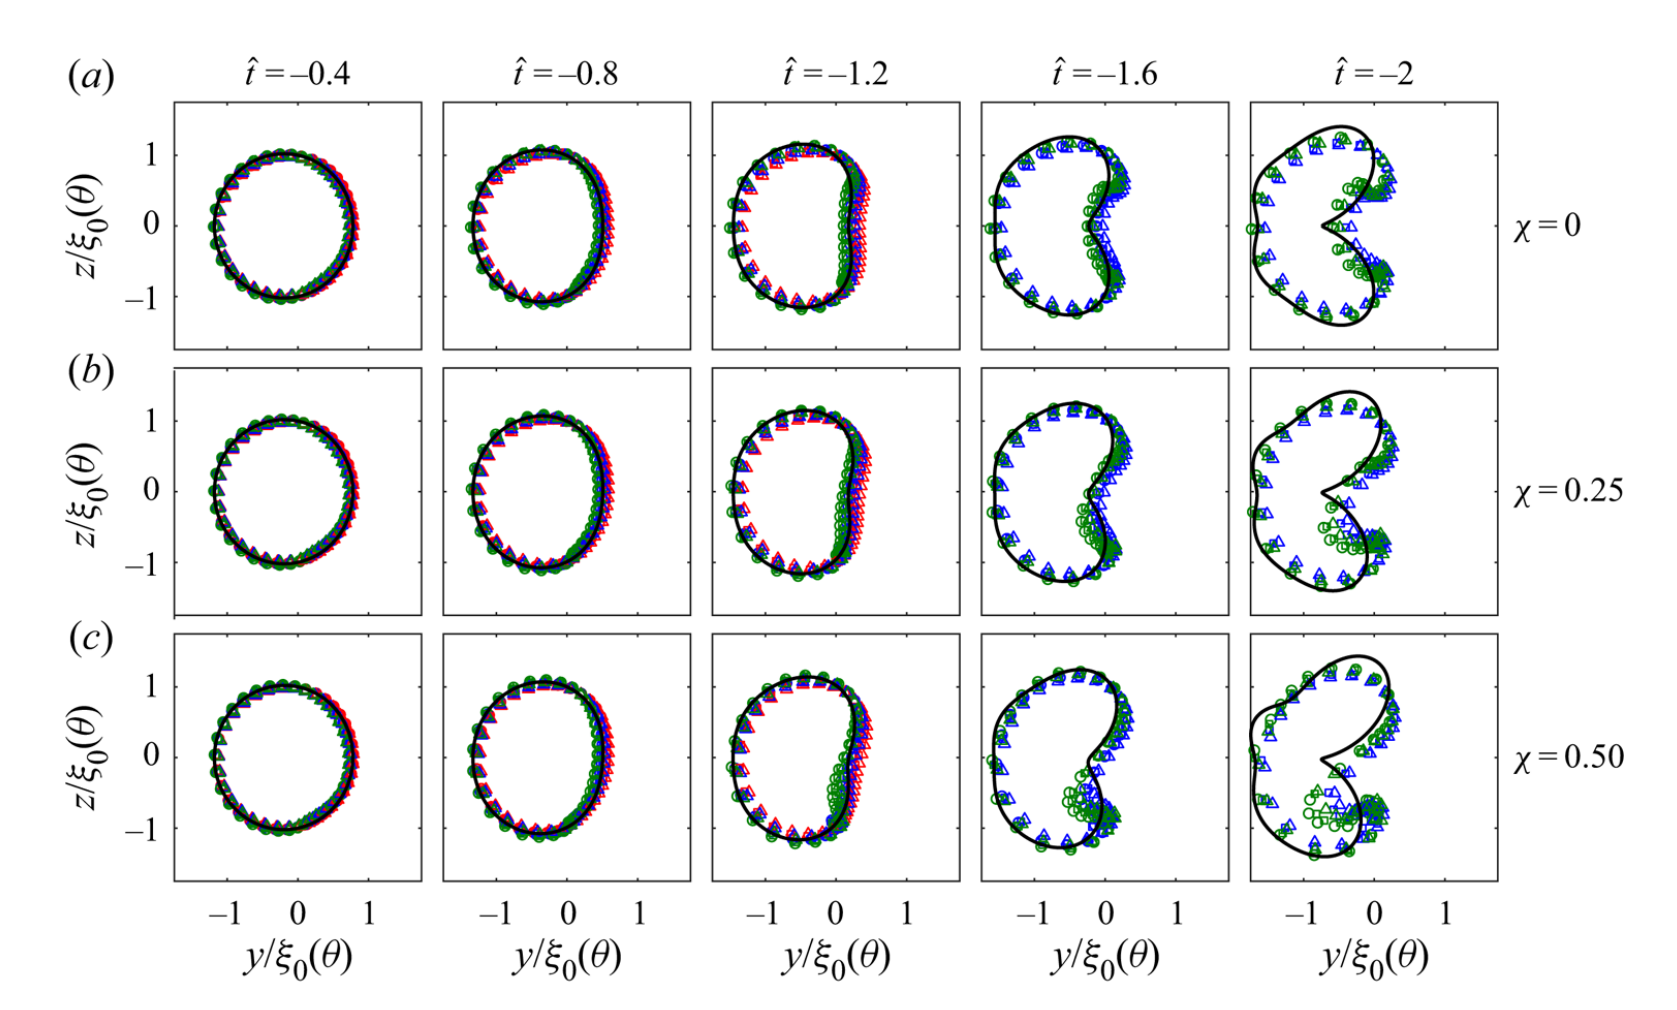 (a) t̂ = –0.4 t̂ = –0.8 t̂ = –1.2 t̂ = –1.6 t̂ = –2
1
z/ξ0(θ) 0 χ = 0
–1
(b)
1
z/ξ0(θ) 0 χ = 0.25
–1
(c)
1
z/ξ0(θ) 0 χ = 0.50
–1
–1 0 1 –1 0 1 –1 0 1 –1 0 1 –1 0 1
y/ξ0(θ) y/ξ0(θ) y/ξ0(θ) y/ξ0(θ) y/ξ0(θ)